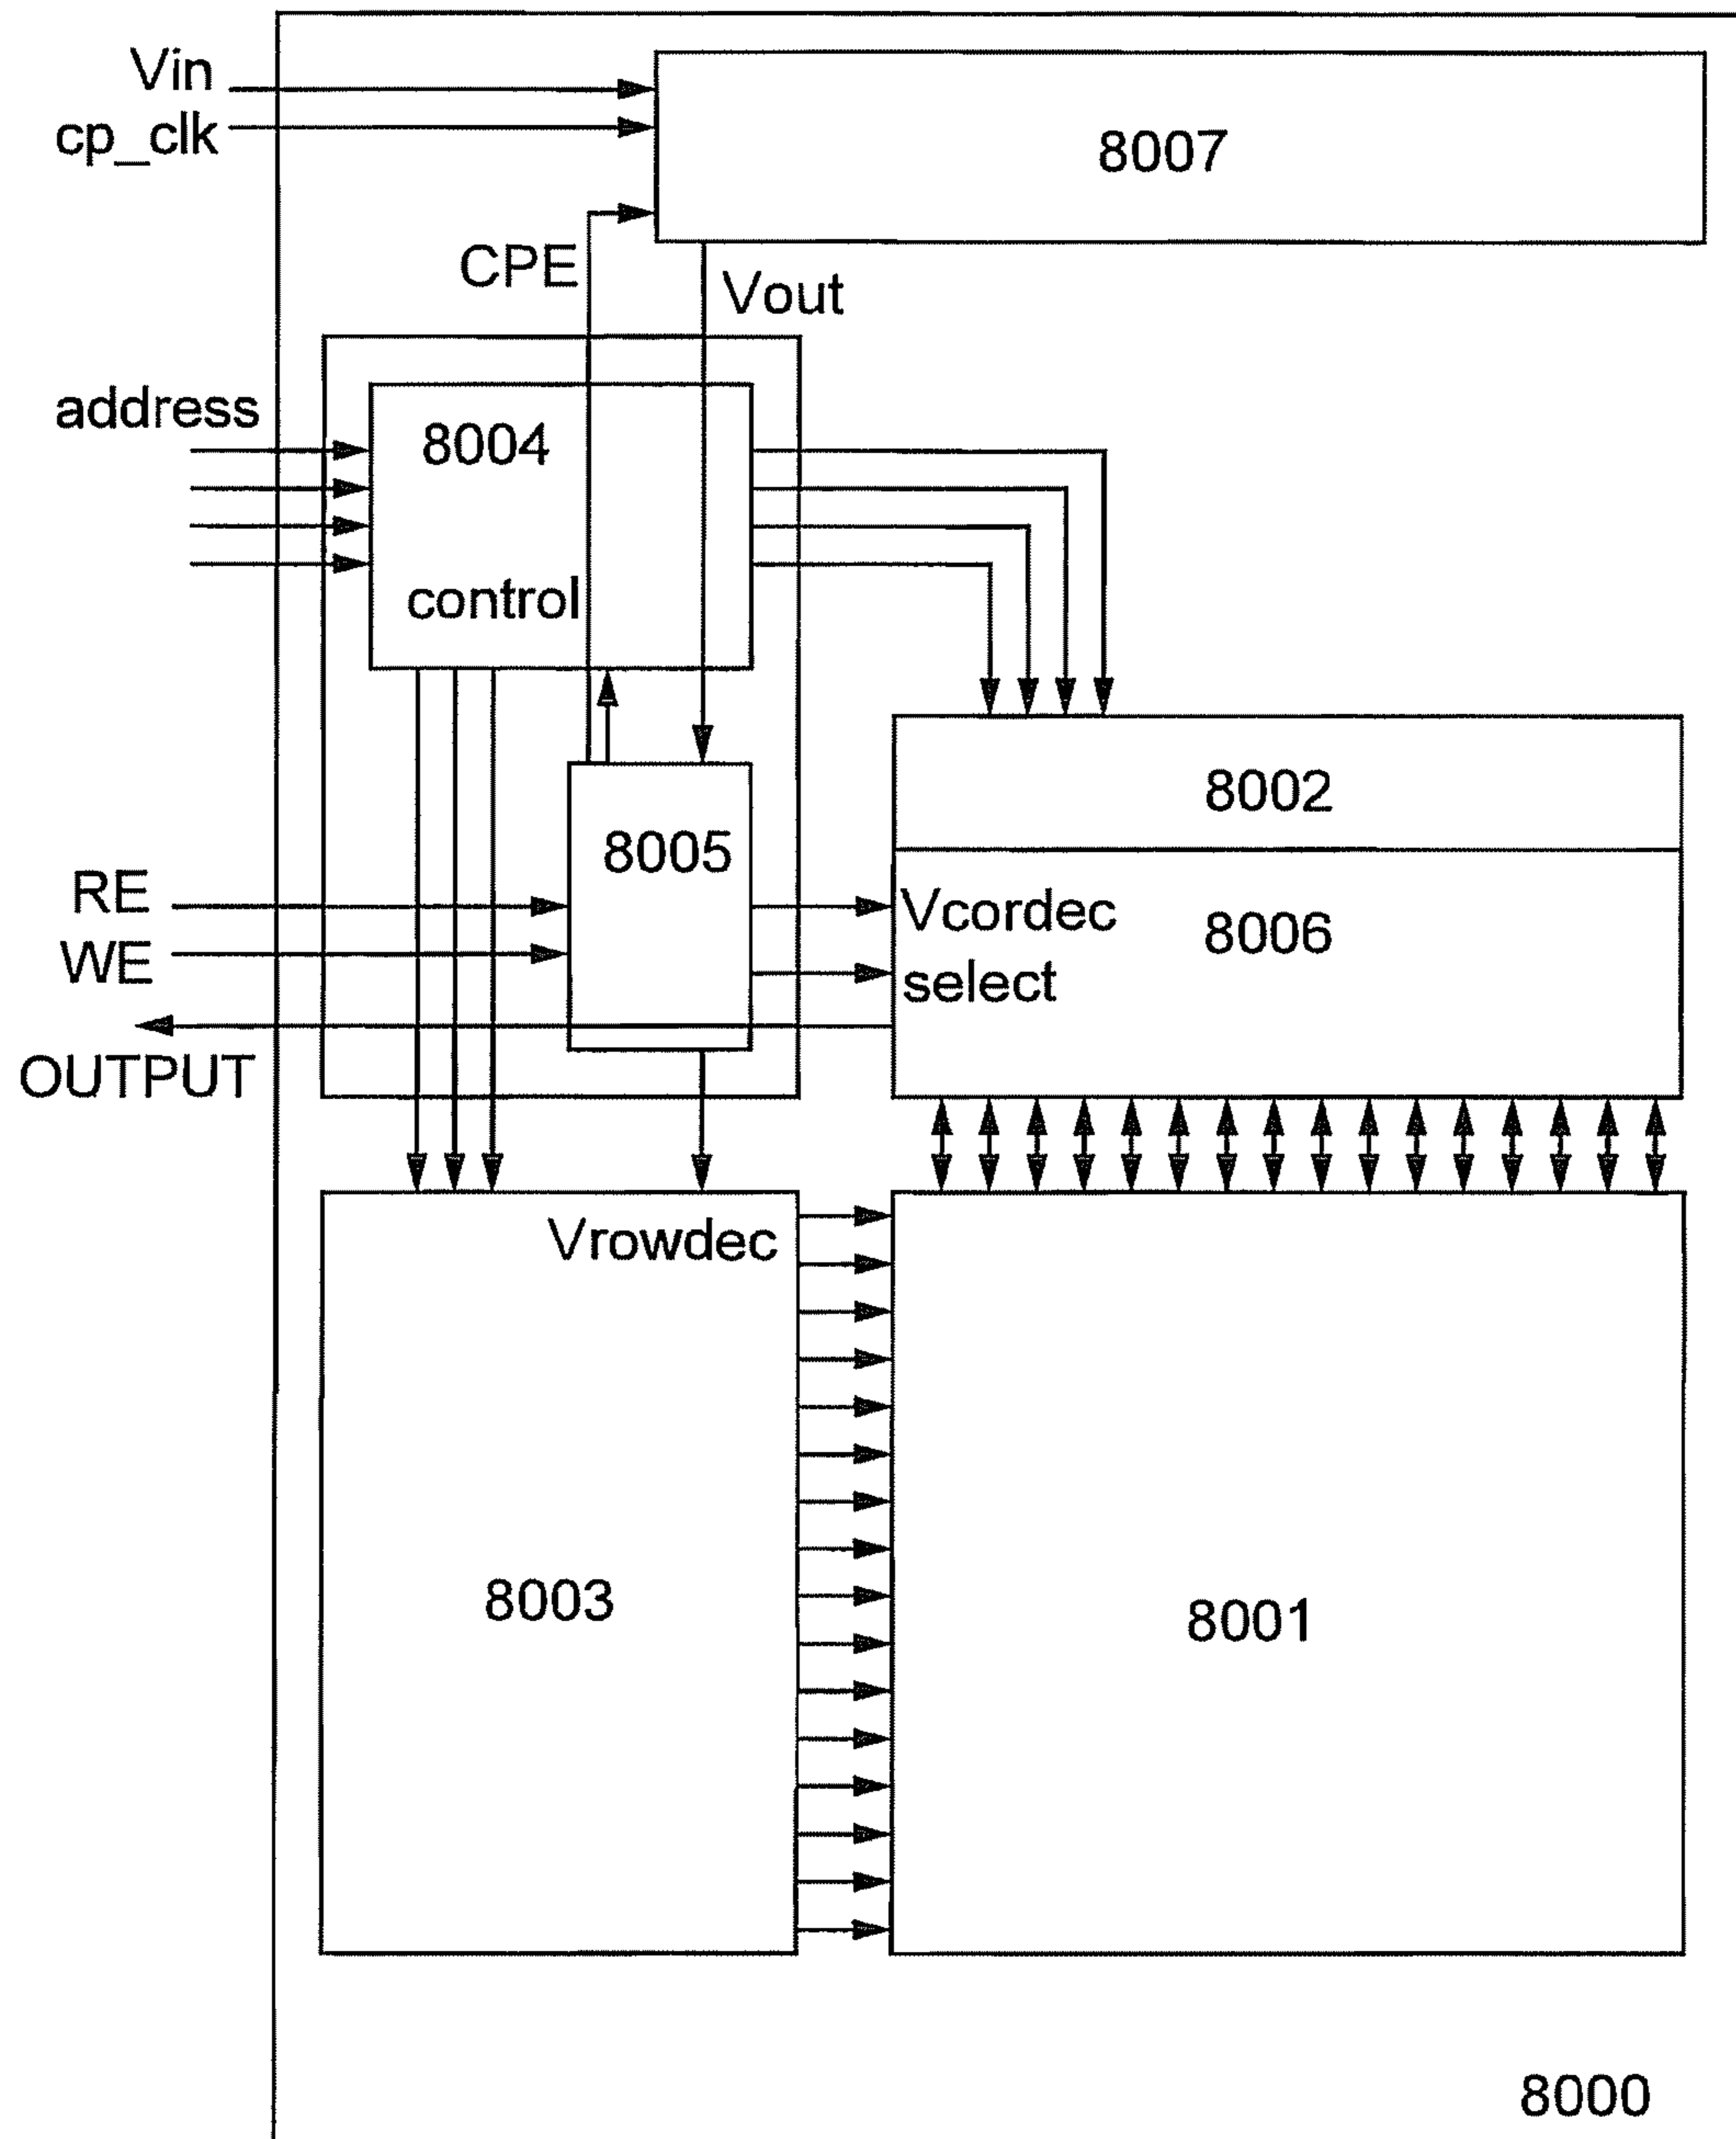 Vin
cp_clk
8007
CPE
Vout
address
8004
control
8002
8005
RE
WE
Vcordec
8006
select
OUTPUT
Vrowdec
8003
8001
8000